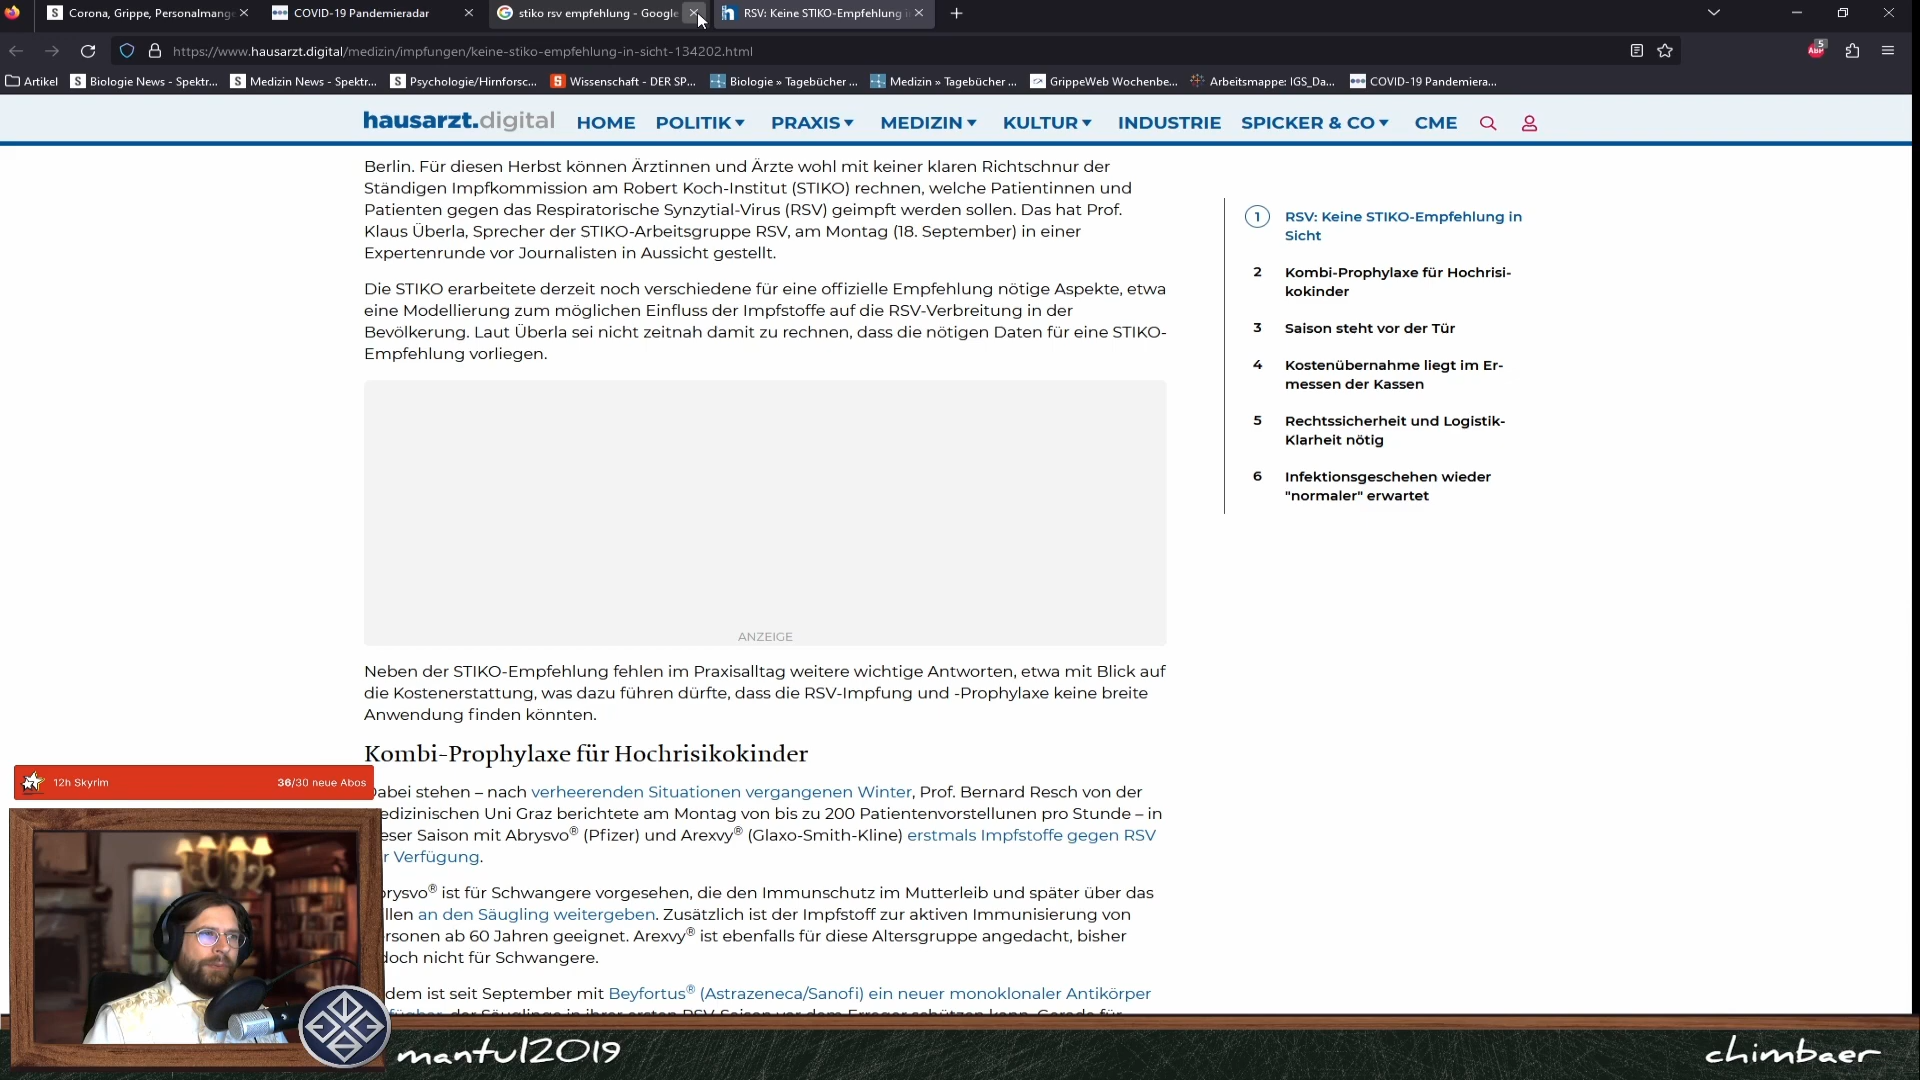 Corona, Grippe, Personalmange
COVID-19 Pandemieradar
stiko rsv empfehlung - Google
RSV: Keine STIKO-Empfehlung i
https://www.hausarzt.digital/medizin/impfungen/keine-stiko-empfehlung-in-sicht-134202.html
ABP 5
Artikel
Biologie News - Spektr...
Medizin News - Spektr...
Psychologie/Hirnforsc...
Wissenschaft - DER SP...
Biologie » Tagebücher ...
Medizin » Tagebücher ...
GrippeWeb Wochenbe...
Arbeitsmappe: IGS_Da...
COVID-19 Pandemiera...
hausarzt.digital
HOME
POLITIK
PRAXIS
MEDIZIN
KULTUR
INDUSTRIE
SPICKER & CO
CME
Berlin. Für diesen Herbst können Ärztinnen und Ärzte wohl mit keiner klaren Richtschnur der
Ständigen Impfkommission am Robert Koch-Institut (STIKO) rechnen, welche Patientinnen und
Patienten gegen das Respiratorische Synzytial-Virus (RSV) geimpft werden sollen. Das hat Prof.
Klaus Überla, Sprecher der STIKO-Arbeitsgruppe RSV, am Montag (18. September) in einer
Expertenrunde vor Journalisten in Aussicht gestellt.
Die STIKO erarbeitete derzeit noch verschiedene für eine offizielle Empfehlung nötige Aspekte, etwa
eine Modellierung zum möglichen Einfluss der Impfstoffe auf die RSV-Verbreitung in der
Bevölkerung. Laut Überla sei nicht zeitnah damit zu rechnen, dass die nötigen Daten für eine STIKO-
Empfehlung vorliegen.
ANZEIGE
Neben der STIKO-Empfehlung fehlen im Praxisalltag weitere wichtige Antworten, etwa mit Blick auf
die Kostenerstattung, was dazu führen dürfte, dass die RSV-Impfung und -Prophylaxe keine breite
Anwendung finden könnten.
Kombi-Prophylaxe für Hochrisikokinder
Dabei stehen – nach verheerenden Situationen vergangenen Winter, Prof. Bernard Resch von der
edizinischen Uni Graz berichtete am Montag von bis zu 200 Patientenvorstellungen pro Stunde – in
eser Saison mit Abrysvo® (Pfizer) und Arexvy® (Glaxo-Smith-Kline) erstmals Impfstoffe gegen RSV
r Verfügung.
brysvo® ist für Schwangere vorgesehen, die den Immunschutz im Mutterleib und später über das
llen an den Säugling weitergeben. Zusätzlich ist der Impfstoff zur aktiven Immunisierung von
rsonen ab 60 Jahren geeignet. Arexvy® ist ebenfalls für diese Altersgruppe angedacht, bisher
doch nicht für Schwangere.
dem ist seit September mit Beyfortus® (Astrazeneca/Sanofi) ein neuer monoklonaler Antikörper
1 RSV: Keine STIKO-Empfehlung in
Sicht
2 Kombi-Prophylaxe für Hochrisi-
kokinder
3 Saison steht vor der Tür
4 Kostenübernahme liegt im Er-
messen der Kassen
5 Rechtssicherheit und Logistik-
Klarheit nötig
6 Infektionsgeschehen wieder
"normaler" erwartet
12h Skyrim
36/30 neue Abos
mantul2019
chimbaer